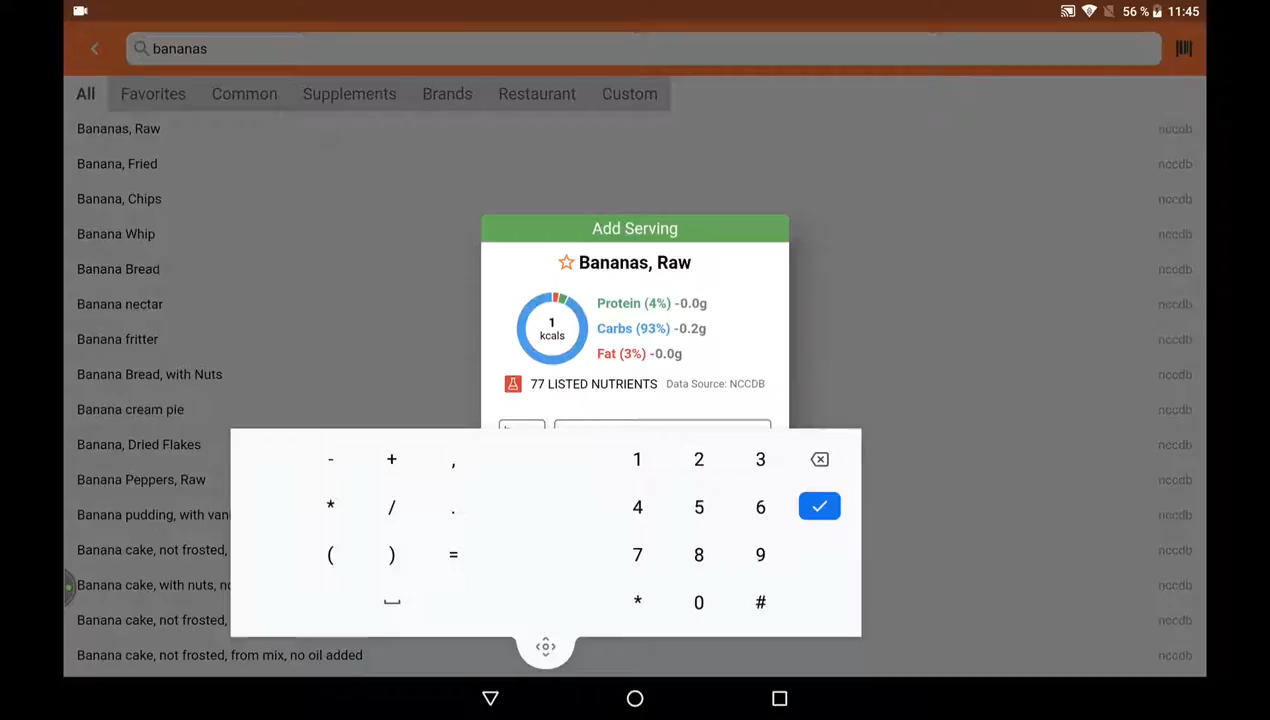 56 % 11:45
bananas
All Favorites Common Supplements Brands Restaurant Custom
Bananas, Raw nccdb
Banana, Fried nccdb
Banana, Chips nccdb
Banana Whip nccdb
Banana Bread nccdb
Banana nectar nccdb
Banana fritter nccdb
Banana Bread, with Nuts nccdb
Banana cream pie nccdb
Banana, Dried Flakes nccdb
Banana Peppers, Raw nccdb
Banana pudding, with van nccdb
Banana cake, not frosted, nccdb
Banana cake, with nuts, no nccdb
Banana cake, not frosted, nccdb
Banana cake, not frosted, from mix, no oil added nccdb
Add Serving
Bananas, Raw
1
kcals
Protein (4%) -0.0g
Carbs (93%) -0.2g
Fat (3%) -0.0g
77 LISTED NUTRIENTS Data Source: NCCDB
- + , 1 2 3
* / . 4 5 6
( ) = 7 8 9
* 0 #